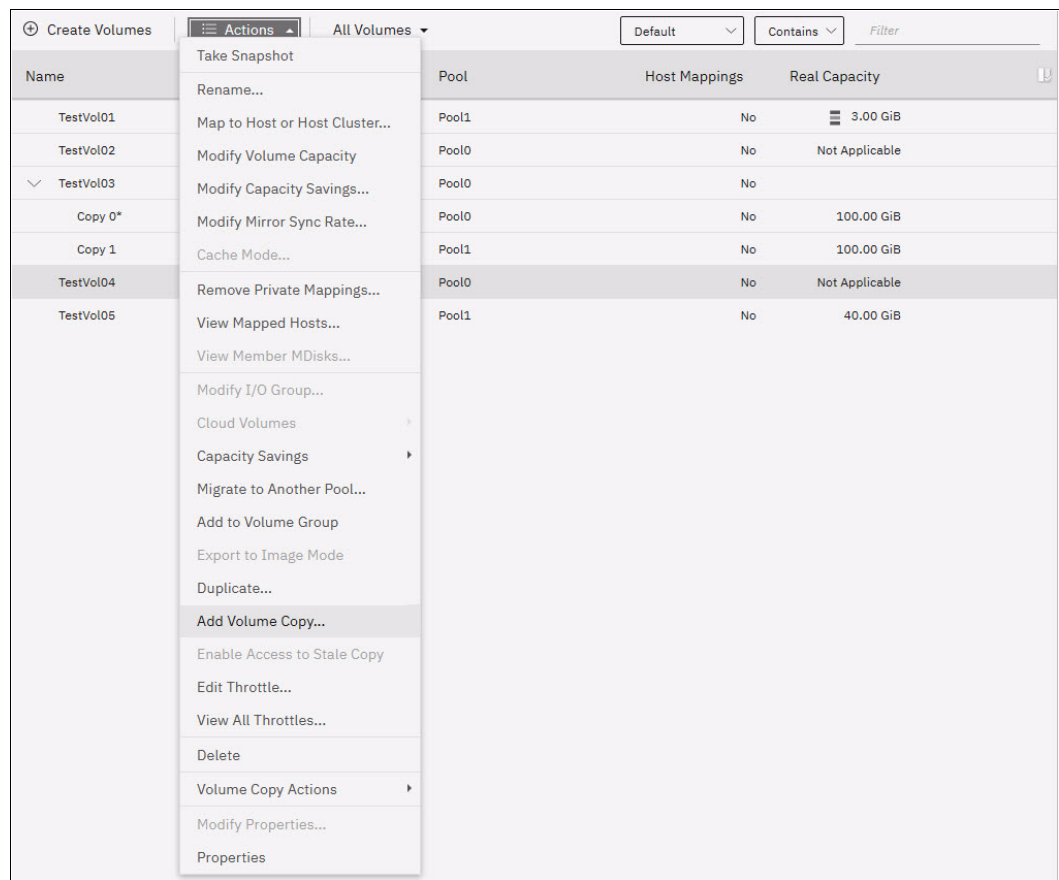 Create Volumes Actions All Volumes Default Contains Filter
Take Snapshot
Name Pool Host Mappings Real Capacity
Rename...
TestVol01 Map to Host or Host Cluster... Pool1 No 3.00 GiB
TestVol02 Modify Volume Capacity Pool0 No Not Applicable
TestVol03 Modify Capacity Savings... Pool0 No
Copy 0* Modify Mirror Sync Rate... Pool0 No 100.00 GiB
Copy 1 Cache Mode... Pool1 No 100.00 GiB
TestVol04 Remove Private Mappings... Pool0 No Not Applicable
TestVol05 View Mapped Hosts... Pool1 No 40.00 GiB
View Member MDisks...
Modify I/O Group...
Cloud Volumes
Capacity Savings
Migrate to Another Pool...
Add to Volume Group
Export to Image Mode
Duplicate...
Add Volume Copy...
Enable Access to Stale Copy
Edit Throttle...
View All Throttles...
Delete
Volume Copy Actions
Modify Properties...
Properties